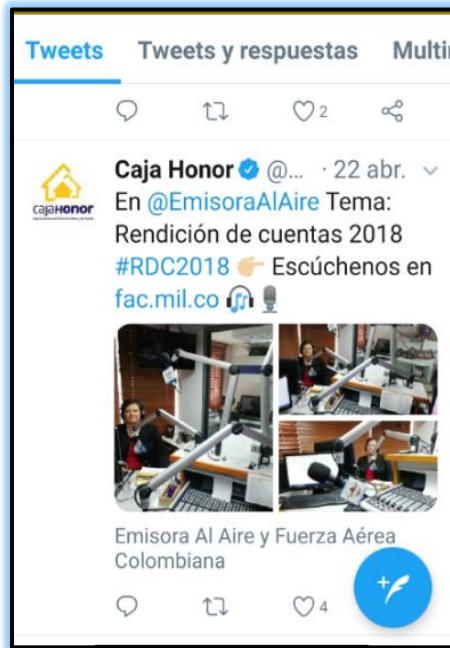 Tweets Tweets y respuestas Multi
2
Caja Honor @... · 22 abr.
cajaHONOR
En @EmisoraAlAire Tema:
Rendición de cuentas 2018
#RDC2018 Escúchenos en
fac.mil.co
Emisora Al Aire y Fuerza Aérea
Colombiana
4